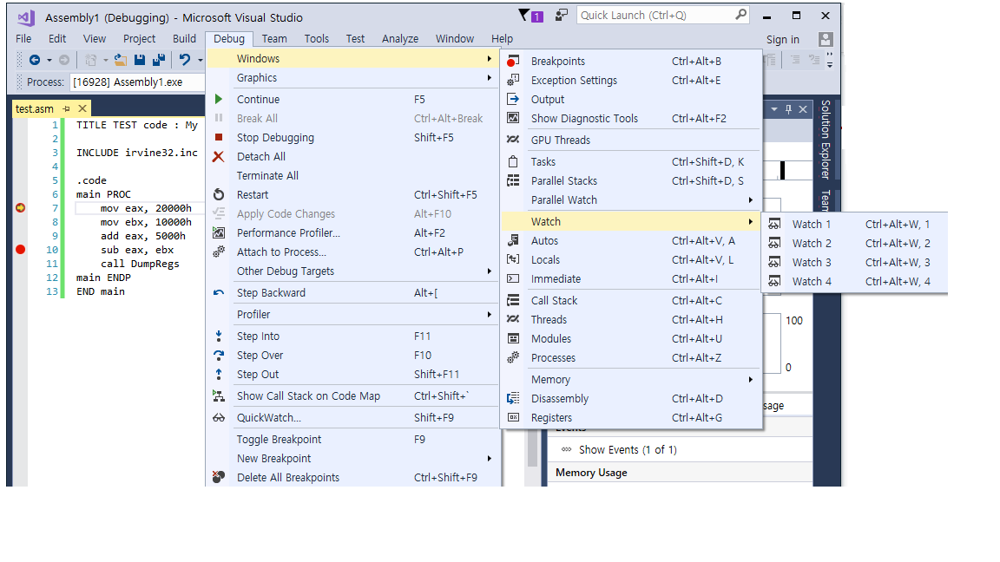 Assembly1 (Debugging) - Microsoft Visual Studio
1
Quick Launch (Ctrl+Q)
File Edit View Project Build Debug Team Tools Test Analyze Window Help
Sign in
Process: [16928] Assembly1.exe
test.asm
1 TITLE TEST code : My
2
3 INCLUDE irvine32.inc
4
5 .code
6 main PROC
7 mov eax, 20000h
8 mov ebx, 10000h
9 add eax, 5000h
10 sub eax, ebx
11 call DumpRegs
12 main ENDP
13 END main
Windows
Graphics
Continue F5
Break All Ctrl+Alt+Break
Stop Debugging Shift+F5
Detach All
Terminate All
Restart Ctrl+Shift+F5
Apply Code Changes Alt+F10
Performance Profiler... Alt+F2
Attach to Process... Ctrl+Alt+P
Other Debug Targets
Step Backward Alt+[
Profiler
Step Into F11
Step Over F10
Step Out Shift+F11
Show Call Stack on Code Map Ctrl+Shift+`
QuickWatch... Shift+F9
Toggle Breakpoint F9
New Breakpoint
Delete All Breakpoints Ctrl+Shift+F9
Breakpoints Ctrl+Alt+B
Exception Settings Ctrl+Alt+E
Output
Show Diagnostic Tools Ctrl+Alt+F2
GPU Threads
Tasks Ctrl+Shift+D, K
Parallel Stacks Ctrl+Shift+D, S
Parallel Watch
Watch
Autos Ctrl+Alt+V, A
Locals Ctrl+Alt+V, L
Immediate Ctrl+Alt+I
Call Stack Ctrl+Alt+C
Threads Ctrl+Alt+H
Modules Ctrl+Alt+U
Processes Ctrl+Alt+Z
Memory
Disassembly Ctrl+Alt+D
Registers Ctrl+Alt+G
Watch 1 Ctrl+Alt+W, 1
Watch 2 Ctrl+Alt+W, 2
Watch 3 Ctrl+Alt+W, 3
Watch 4 Ctrl+Alt+W, 4
Solution Explorer
Team
100
0
sage
Events
Show Events (1 of 1)
Memory Usage